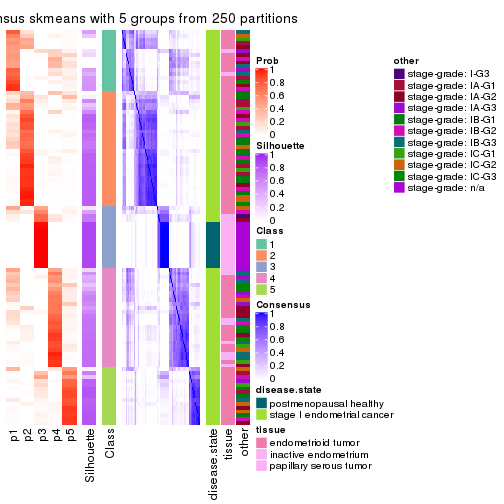 nsus skmeans with 5 groups from 250 partitions
Prob
1
0.8
0.6
0.4
0.2
0
Silhouette
1
0.8
0.6
0.4
0.2
0
Class
1
2
3
4
5
Consensus
1
0.8
0.6
0.4
0.2
0
disease.state
postmenopausal healthy
stage I endometrial cancer
tissue
endometrioid tumor
inactive endometrium
papillary serous tumor
other
stage-grade: I-G3
stage-grade: IA-G1
stage-grade: IA-G2
stage-grade: IA-G3
stage-grade: IB-G1
stage-grade: IB-G2
stage-grade: IB-G3
stage-grade: IC-G1
stage-grade: IC-G2
stage-grade: IC-G3
stage-grade: n/a
p1
p2
p3
p4
p5
Silhouette
Class
disease.state
tissue
other